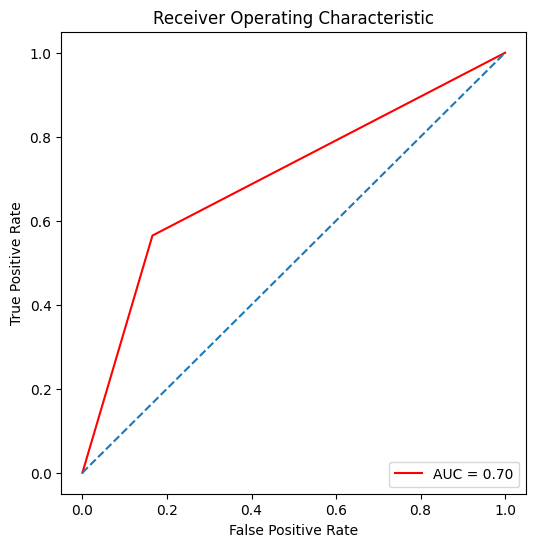 Receiver Operating Characteristic
True Positive Rate
1.0
0.8
0.6
0.4
0.2
0.0
AUC = 0.70
0.0 0.2 0.4 0.6 0.8 1.0
False Positive Rate